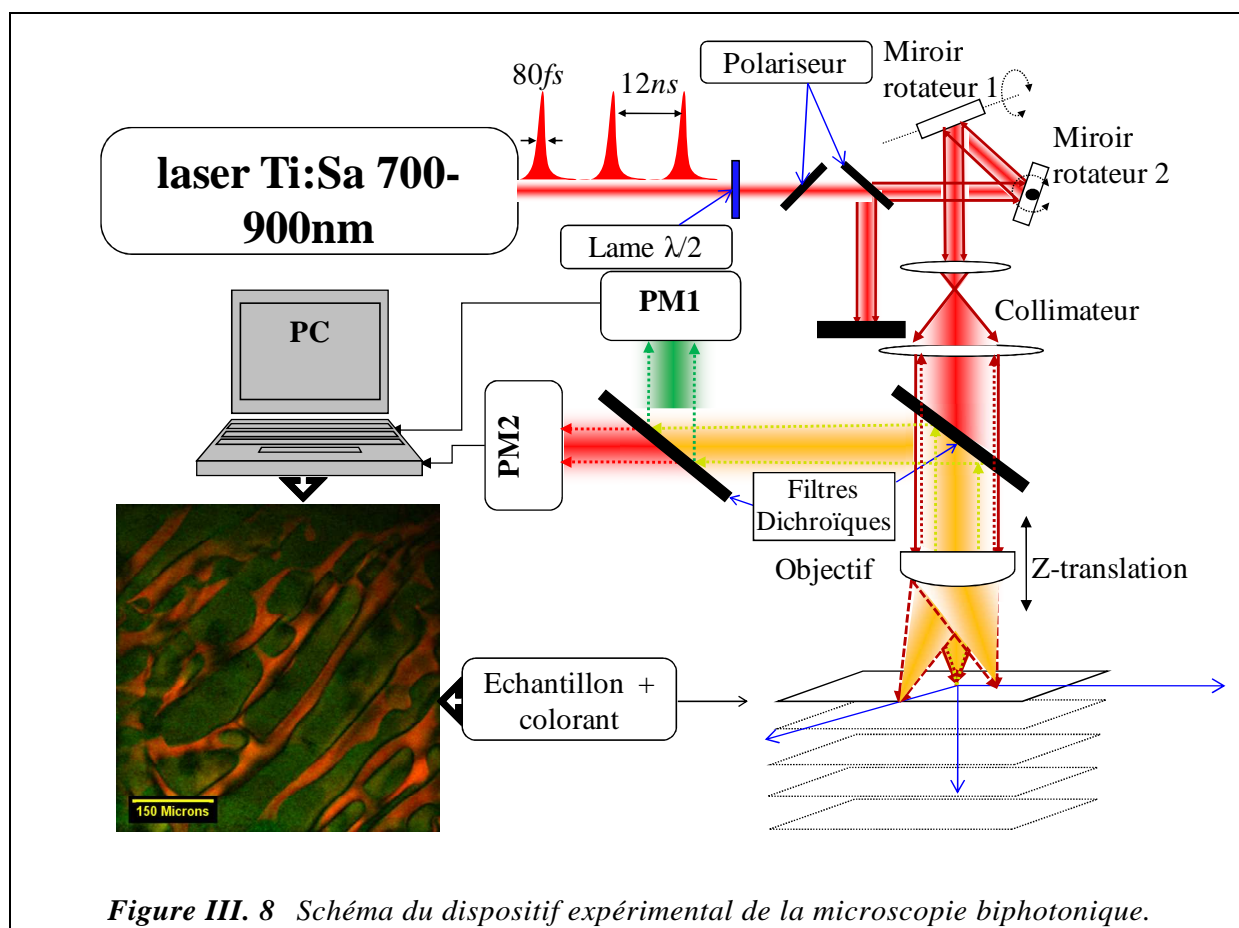 80fs
12ns
Polariseur
Miroir
rotateur 1
Miroir
rotateur 2
laser Ti:Sa 700-
900nm
Lame λ/2
PM1
PC
Collimateur
PM2
Filtres
Dichroïques
Objectif
Z-translation
Echantillon +
colorant
150 Microns
Figure III. 8 Schéma du dispositif expérimental de la microscopie biphotonique.